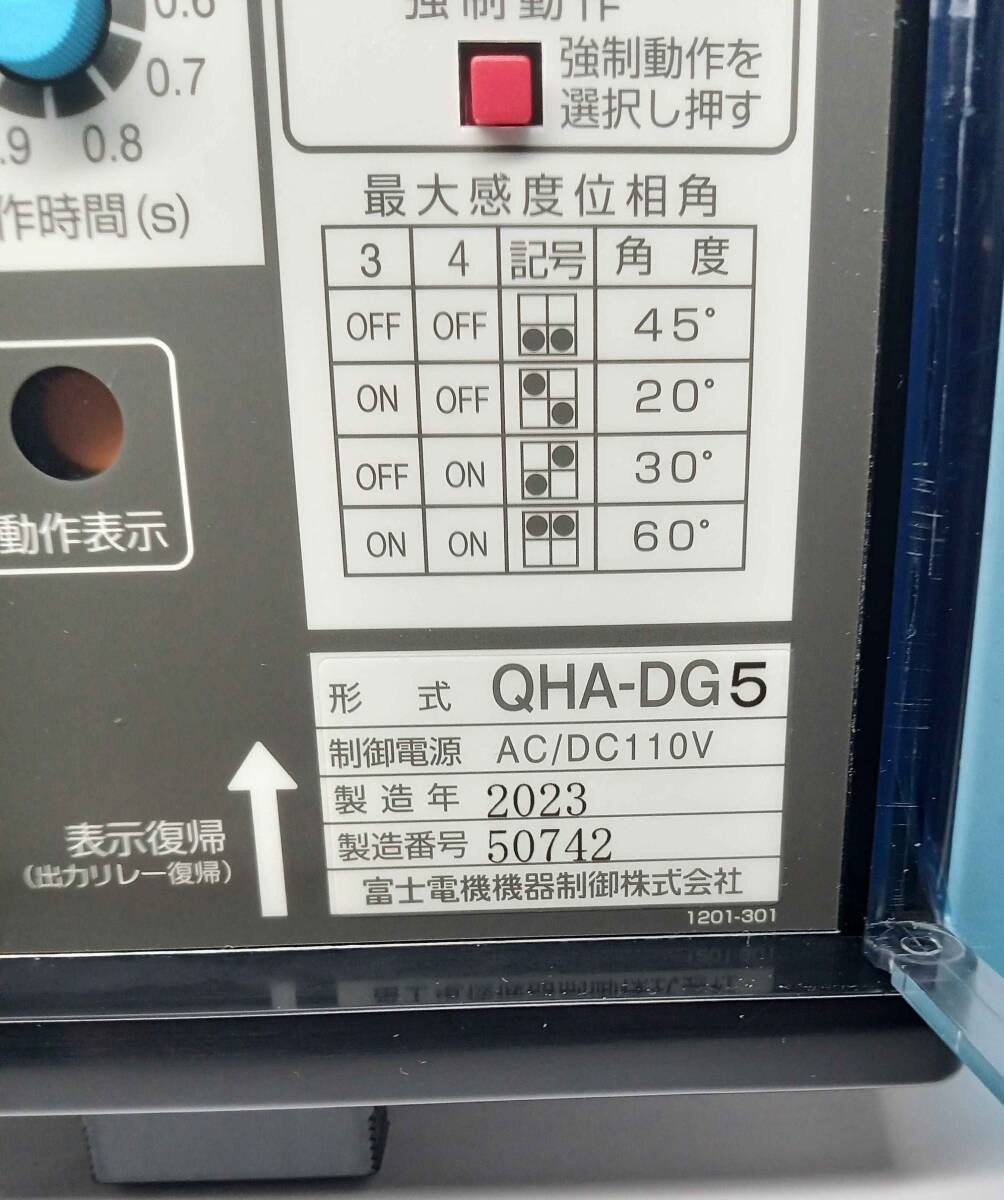 0.6
0.7
0.8
.9
作時間(s)
強制動作
強制動作を
選択し押す
最大感度位相角
3 4 記号 角度
OFF OFF 45°
ON OFF 20°
OFF ON 30°
ON ON 60°
動作表示
形式 QHA-DG5
制御電源 AC/DC110V
製造年 2023
製造番号 50742
富士電機機器制御株式会社
1201-301
表示復帰
(出力リレー復帰)